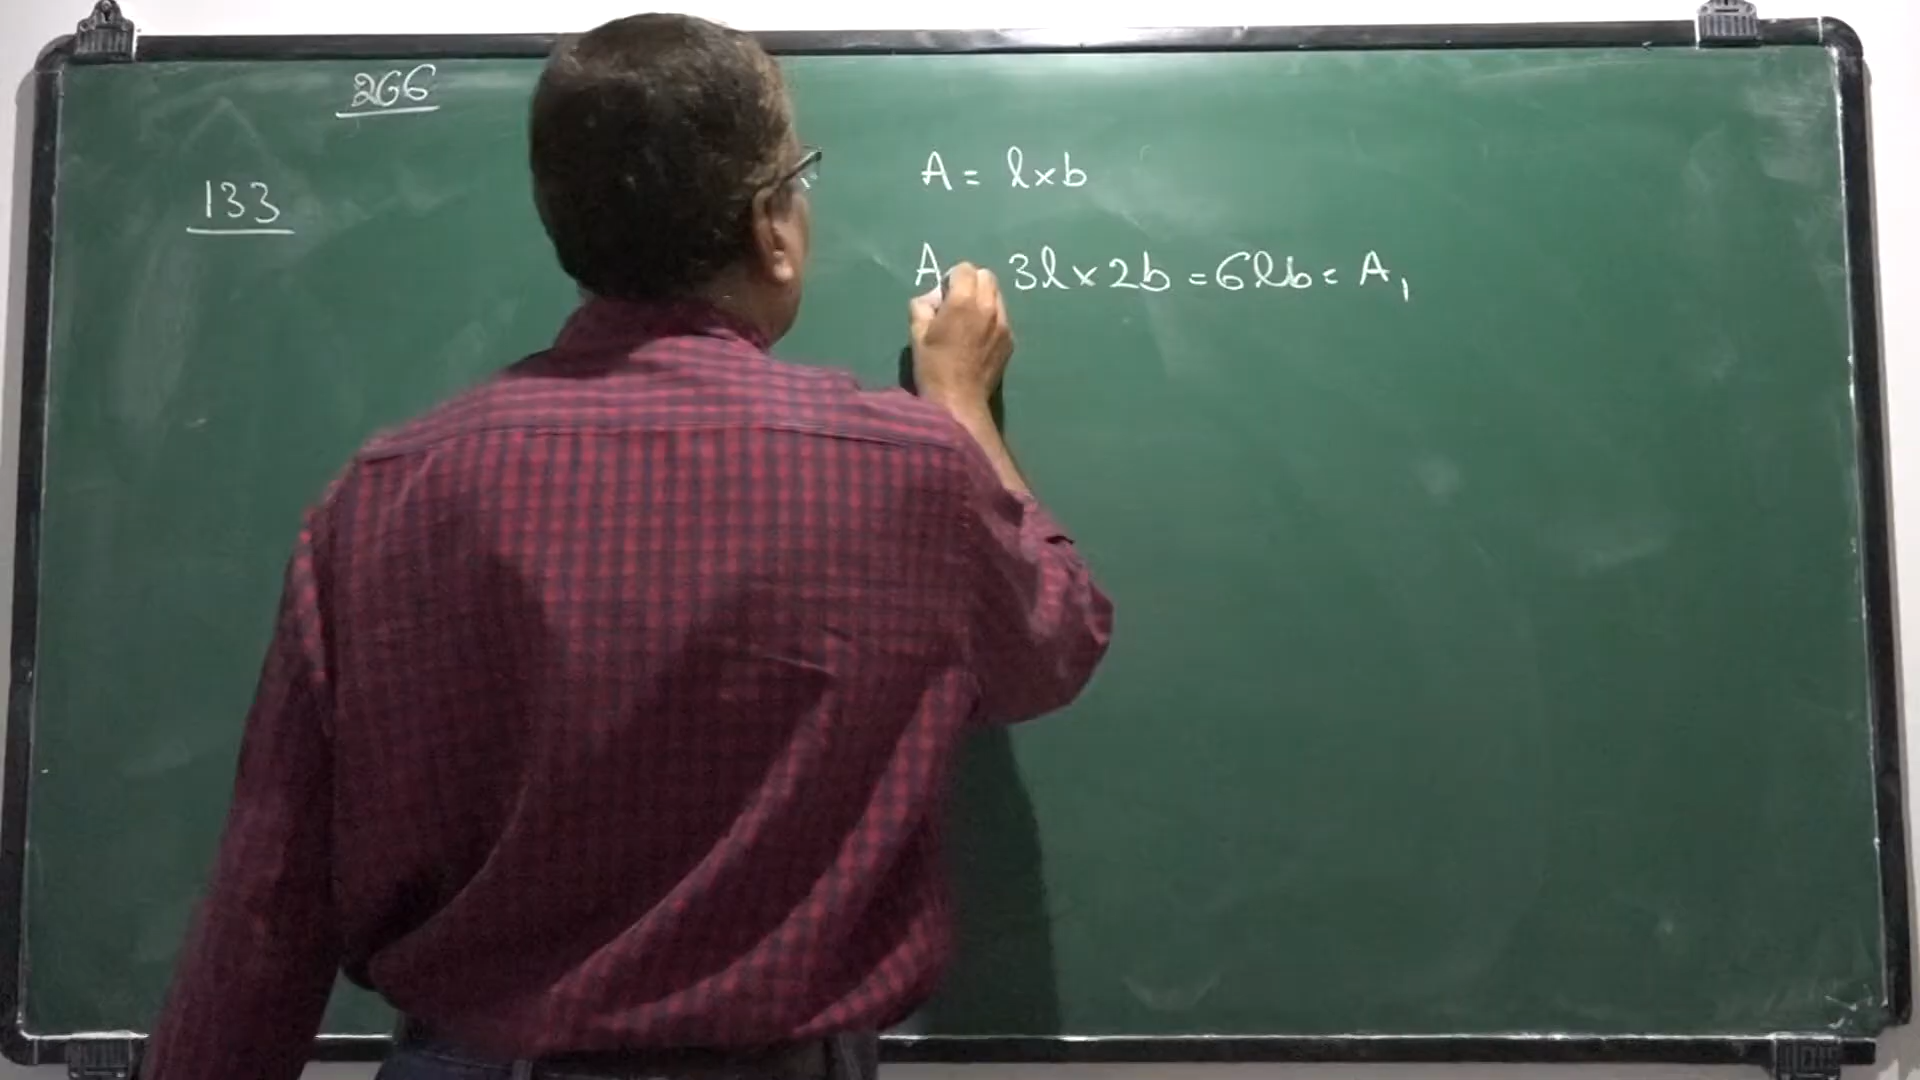 266
133
A = l×b
A = 3l×2b = 6lb = A₁